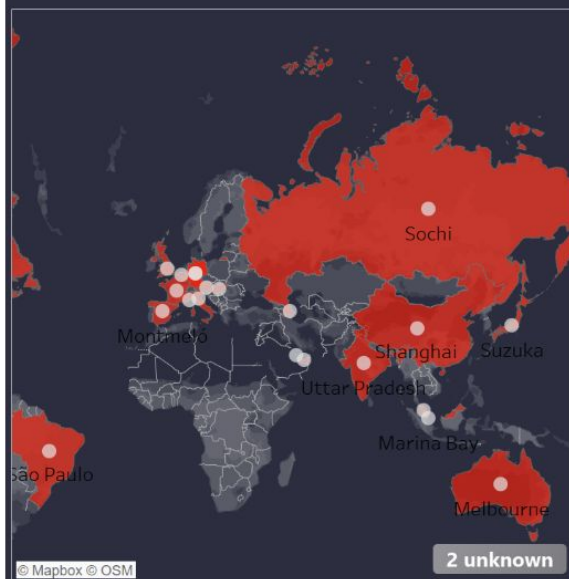 Sochi
Montmeló
Shanghai
Suzuka
Uttar Pradesh
Marina Bay
São Paulo
Melbourne
2 unknown
© Mapbox © OSM